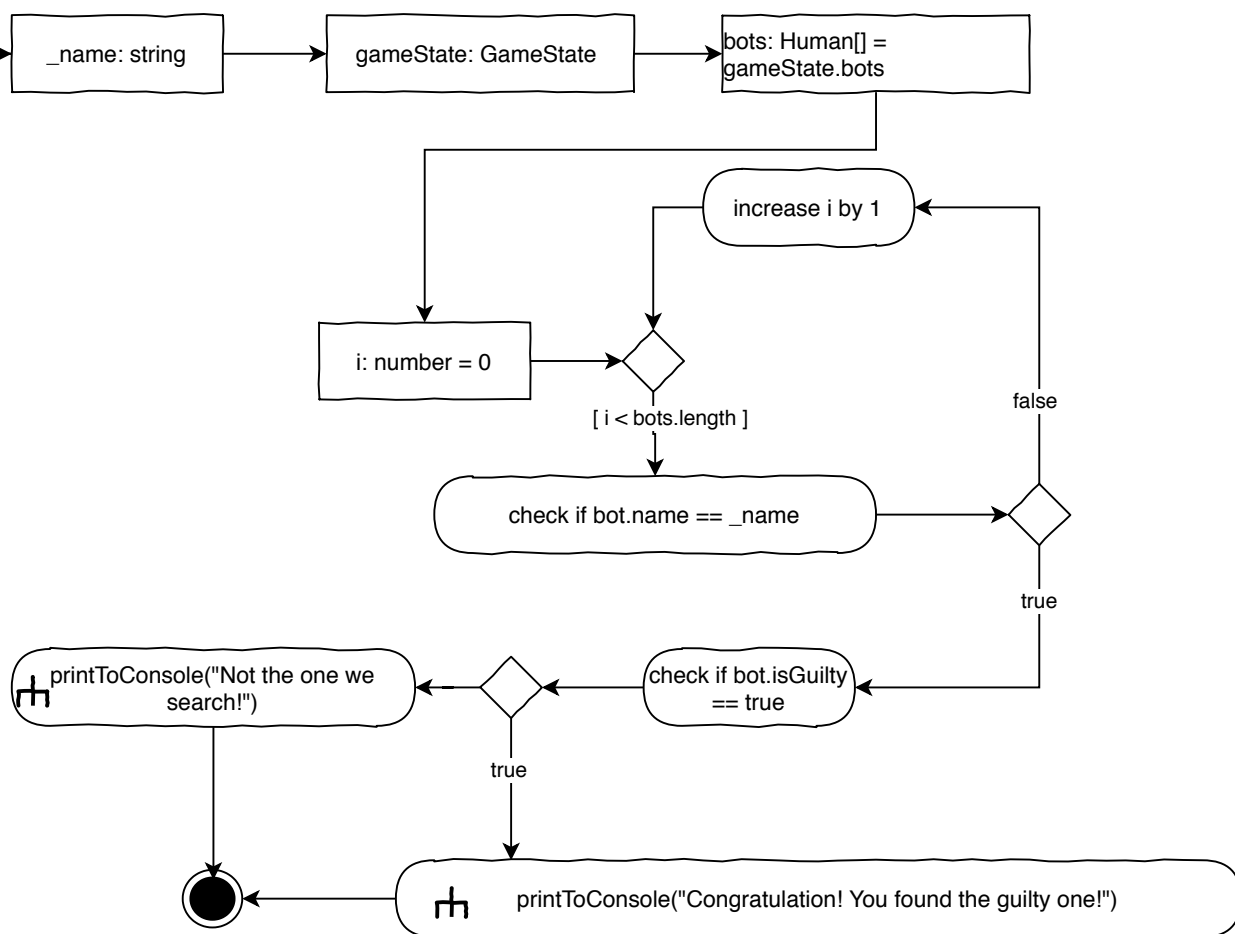 _name: string
gameState: GameState
bots: Human[] =
gameState.bots
increase i by 1
i: number = 0
false
[ i < bots.length ]
check if bot.name == _name
true
printToConsole("Not the one we
search!")
check if bot.isGuilty
== true
true
printToConsole("Congratulation! You found the guilty one!")